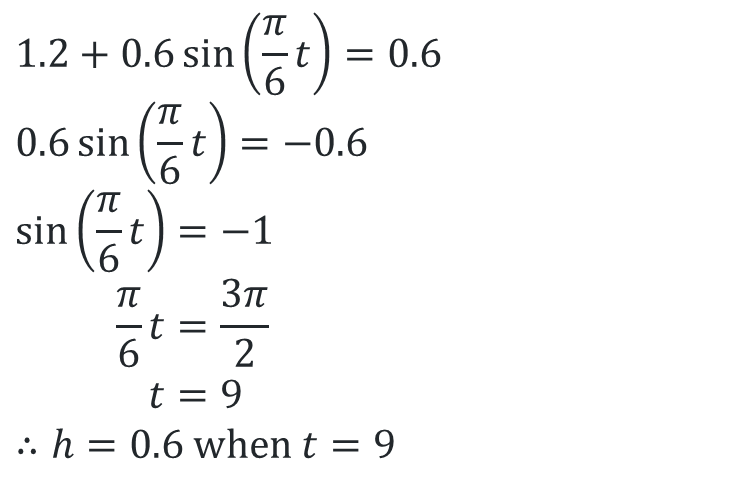 1.2 + 0.6 sin(π/6 t) = 0.6
0.6 sin(π/6 t) = −0.6
sin(π/6 t) = −1
π/6 t = 3π/2
t = 9
∴ h = 0.6 when t = 9